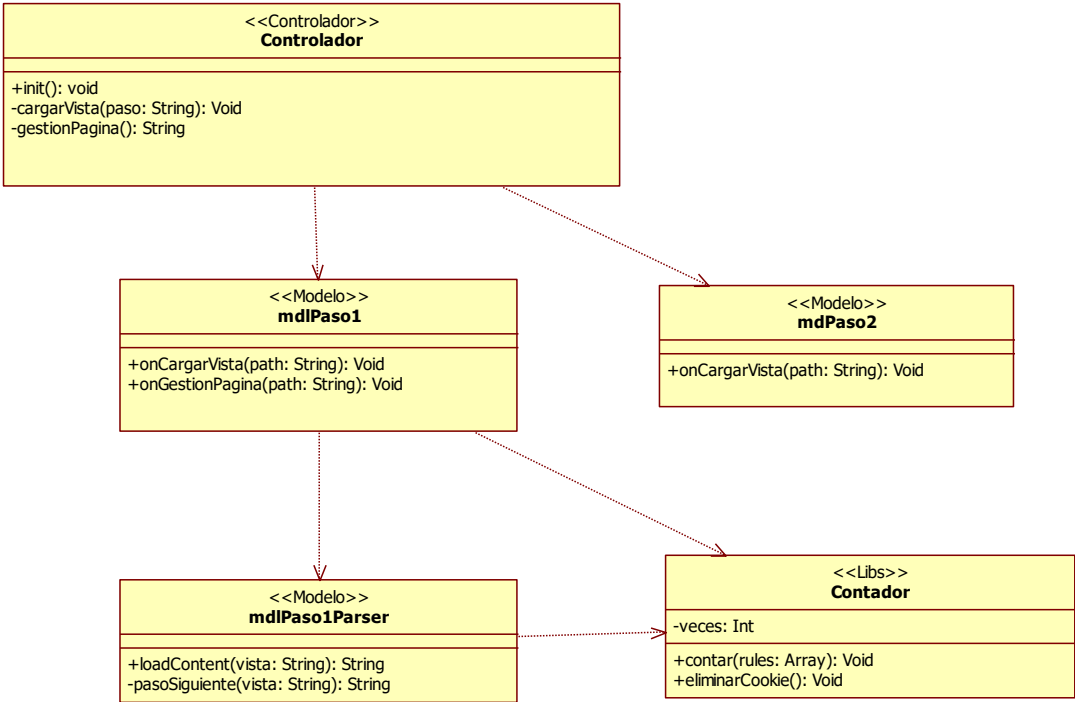 <<Controlador>>
Controlador
+init(): void
-cargarVista(paso: String): Void
-gestionPagina(): String
<<Modelo>>
mdlPaso1
+onCargarVista(path: String): Void
+onGestionPagina(path: String): Void
<<Modelo>>
mdPaso2
+onCargarVista(path: String): Void
<<Modelo>>
mdlPaso1Parser
+loadContent(vista: String): String
-pasoSiguiente(vista: String): String
<<Libs>>
Contador
-veces: Int
+contar(rules: Array): Void
+eliminarCookie(): Void